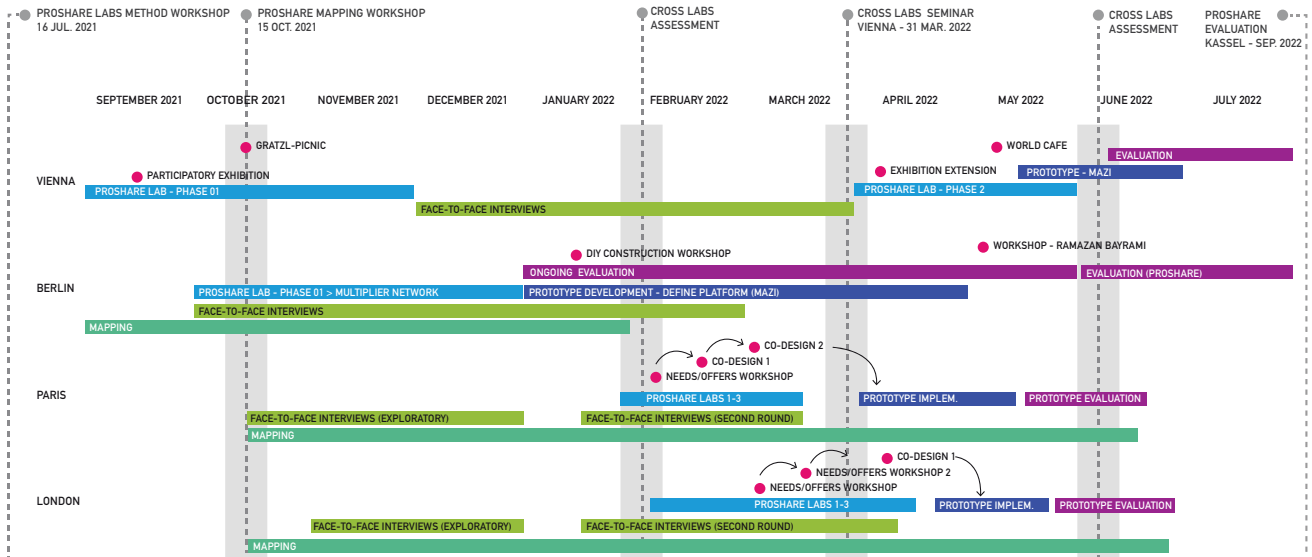 PROSHARE LABS METHOD WORKSHOP
16 JUL. 2021
PROSHARE MAPPING WORKSHOP
15 OCT. 2021
CROSS LABS
ASSESSMENT
CROSS LABS SEMINAR
VIENNA - 31 MAR. 2022
CROSS LABS
ASSESSMENT
PROSHARE
EVALUATION
KASSEL - SEP. 2022
SEPTEMBER 2021
OCTOBER 2021
NOVEMBER 2021
DECEMBER 2021
JANUARY 2022
FEBRUARY 2022
MARCH 2022
APRIL 2022
MAY 2022
JUNE 2022
JULY 2022
VIENNA
GRATZL-PICNIC
WORLD CAFE
EVALUATION
PARTICIPATORY EXHIBITION
EXHIBITION EXTENSION
PROTOTYPE - MAZI
PROSHARE LAB - PHASE 01
PROSHARE LAB - PHASE 2
FACE-TO-FACE INTERVIEWS
BERLIN
DIY CONSTRUCTION WORKSHOP
WORKSHOP - RAMAZAN BAYRAMI
ONGOING EVALUATION
EVALUATION (PROSHARE)
PROSHARE LAB - PHASE 01 > MULTIPLIER NETWORK
PROTOTYPE DEVELOPMENT - DEFINE PLATFORM (MAZI)
FACE-TO-FACE INTERVIEWS
MAPPING
PARIS
CO-DESIGN 2
CO-DESIGN 1
NEEDS/OFFERS WORKSHOP
PROSHARE LABS 1-3
PROTOTYPE IMPLEM.
PROTOTYPE EVALUATION
FACE-TO-FACE INTERVIEWS (EXPLORATORY)
FACE-TO-FACE INTERVIEWS (SECOND ROUND)
MAPPING
LONDON
CO-DESIGN 1
NEEDS/OFFERS WORKSHOP 2
NEEDS/OFFERS WORKSHOP
PROSHARE LABS 1-3
PROTOTYPE IMPLEM.
PROTOTYPE EVALUATION
FACE-TO-FACE INTERVIEWS (EXPLORATORY)
FACE-TO-FACE INTERVIEWS (SECOND ROUND)
MAPPING